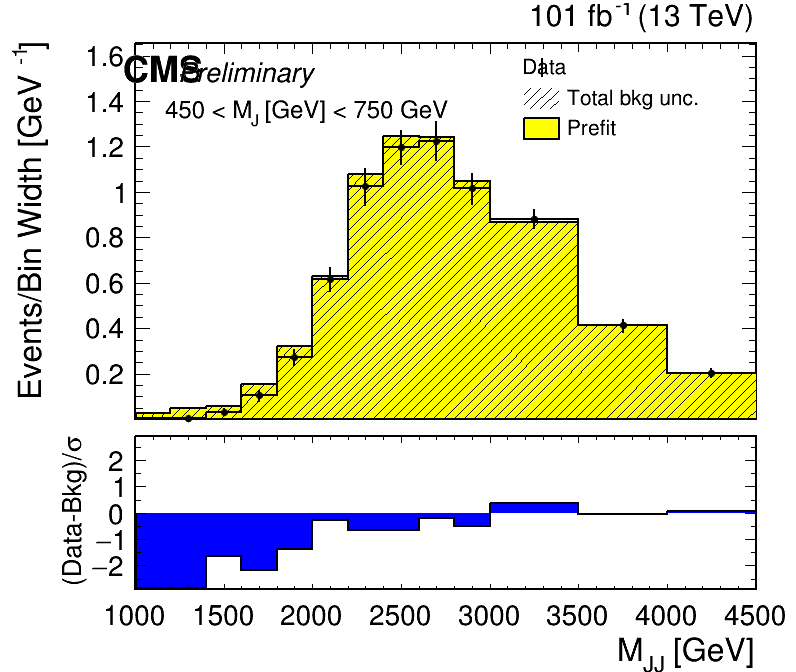 101 fb-1 (13 TeV)
CMS Preliminary
450 < MJ [GeV] < 750 GeV
Data
Total bkg unc.
Prefit
Events/Bin Width [GeV-1]
1.6
1.4
1.2
1
0.8
0.6
0.4
0.2
(Data-Bkg)/σ
2
1
0
−1
−2
1000 1500 2000 2500 3000 3500 4000 4500
MJJ [GeV]